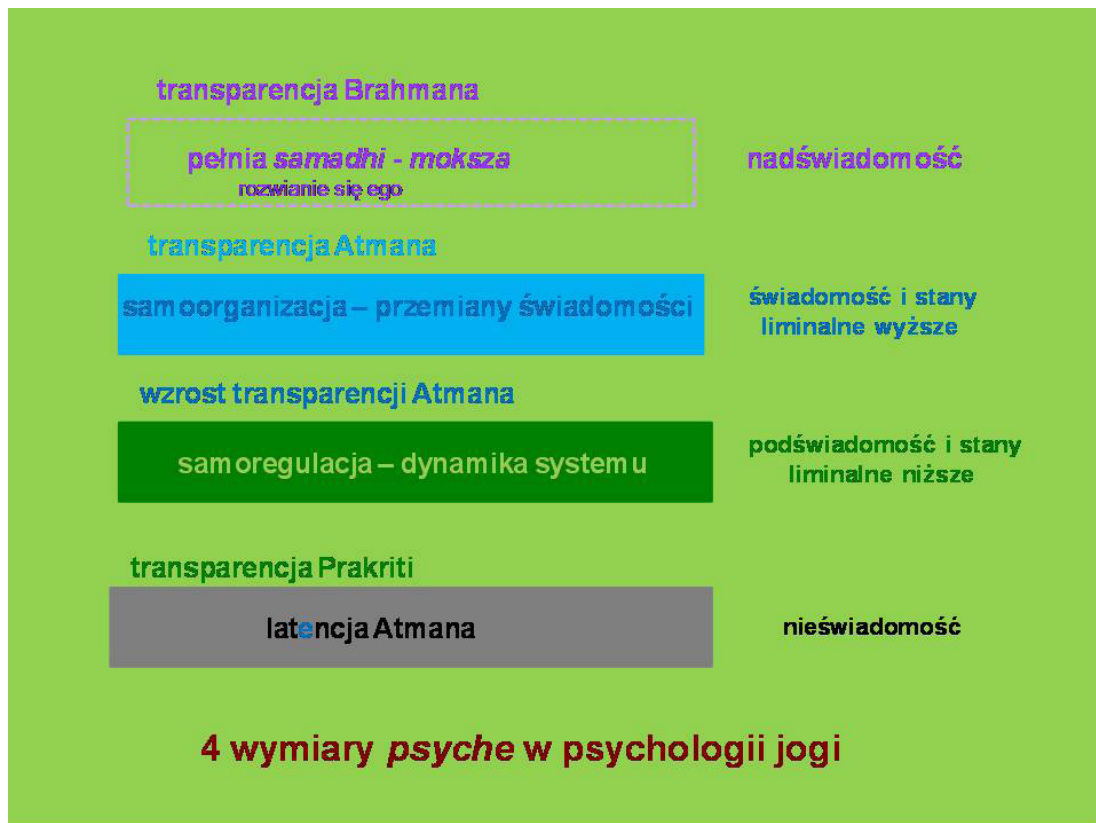 transparencja Brahmana
pełnia samadhi - moksza
nadświadomość
rozwianie się ego
transparencja Atmana
samoorganizacja – przemiany świadomości
świadomość i stany
liminalne wyższe
wzrost transparencji Atmana
samoregulacja – dynamika systemu
podświadomość i stany
liminalne niższe
transparencja Prakriti
latencja Atmana
nieświadomość
4 wymiary psyche w psychologii jogi